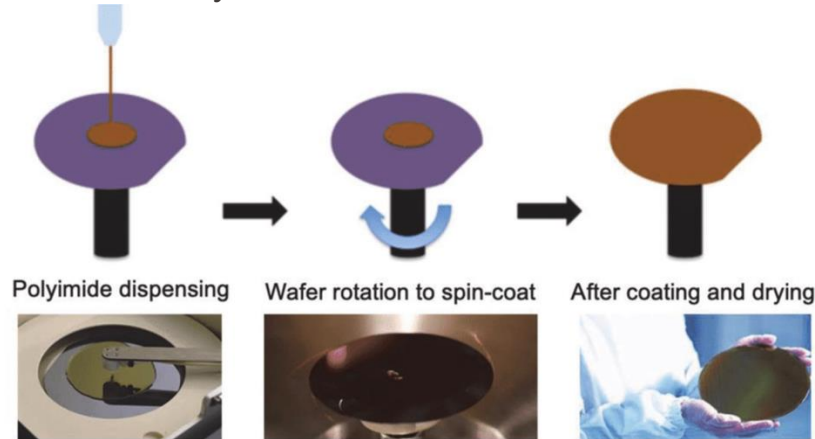 Polyimide dispensing
Wafer rotation to spin-coat
After coating and drying